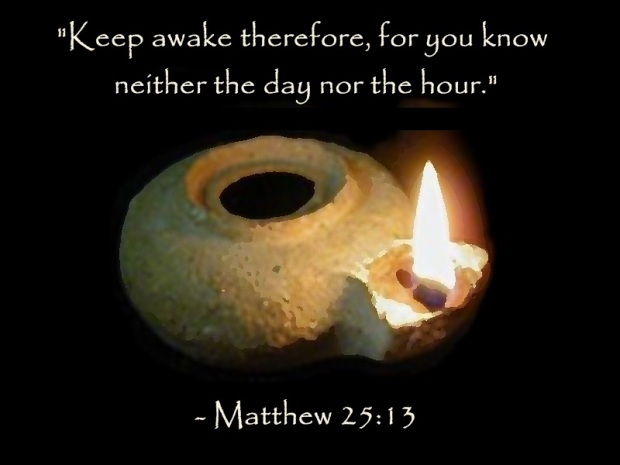 "Keep awake therefore, for you know
neither the day nor the hour."
- Matthew 25:13